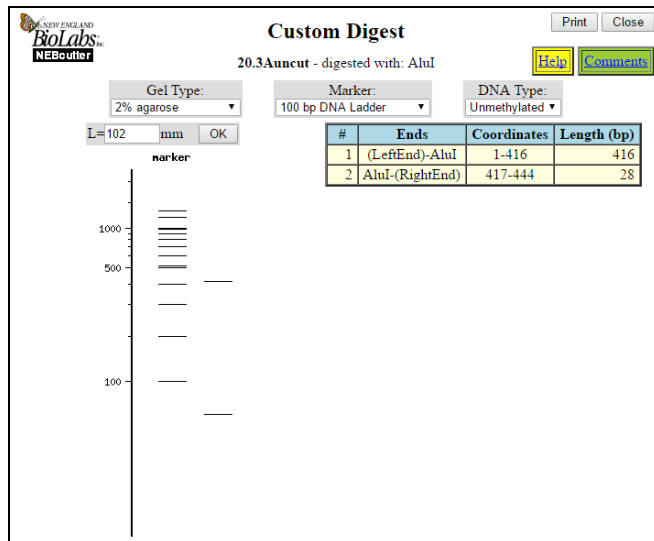 NEW ENGLAND
BioLabs Inc.
NEBcutter
Custom Digest
Print Close
20.3Auncut - digested with: AluI
Help Comments
Gel Type: Marker: DNA Type:
2% agarose 100 bp DNA Ladder Unmethylated
L= 102 mm OK
# Ends Coordinates Length (bp)
1 (LeftEnd)-AluI 1-416 416
2 AluI-(RightEnd) 417-444 28
marker
1000
500
100